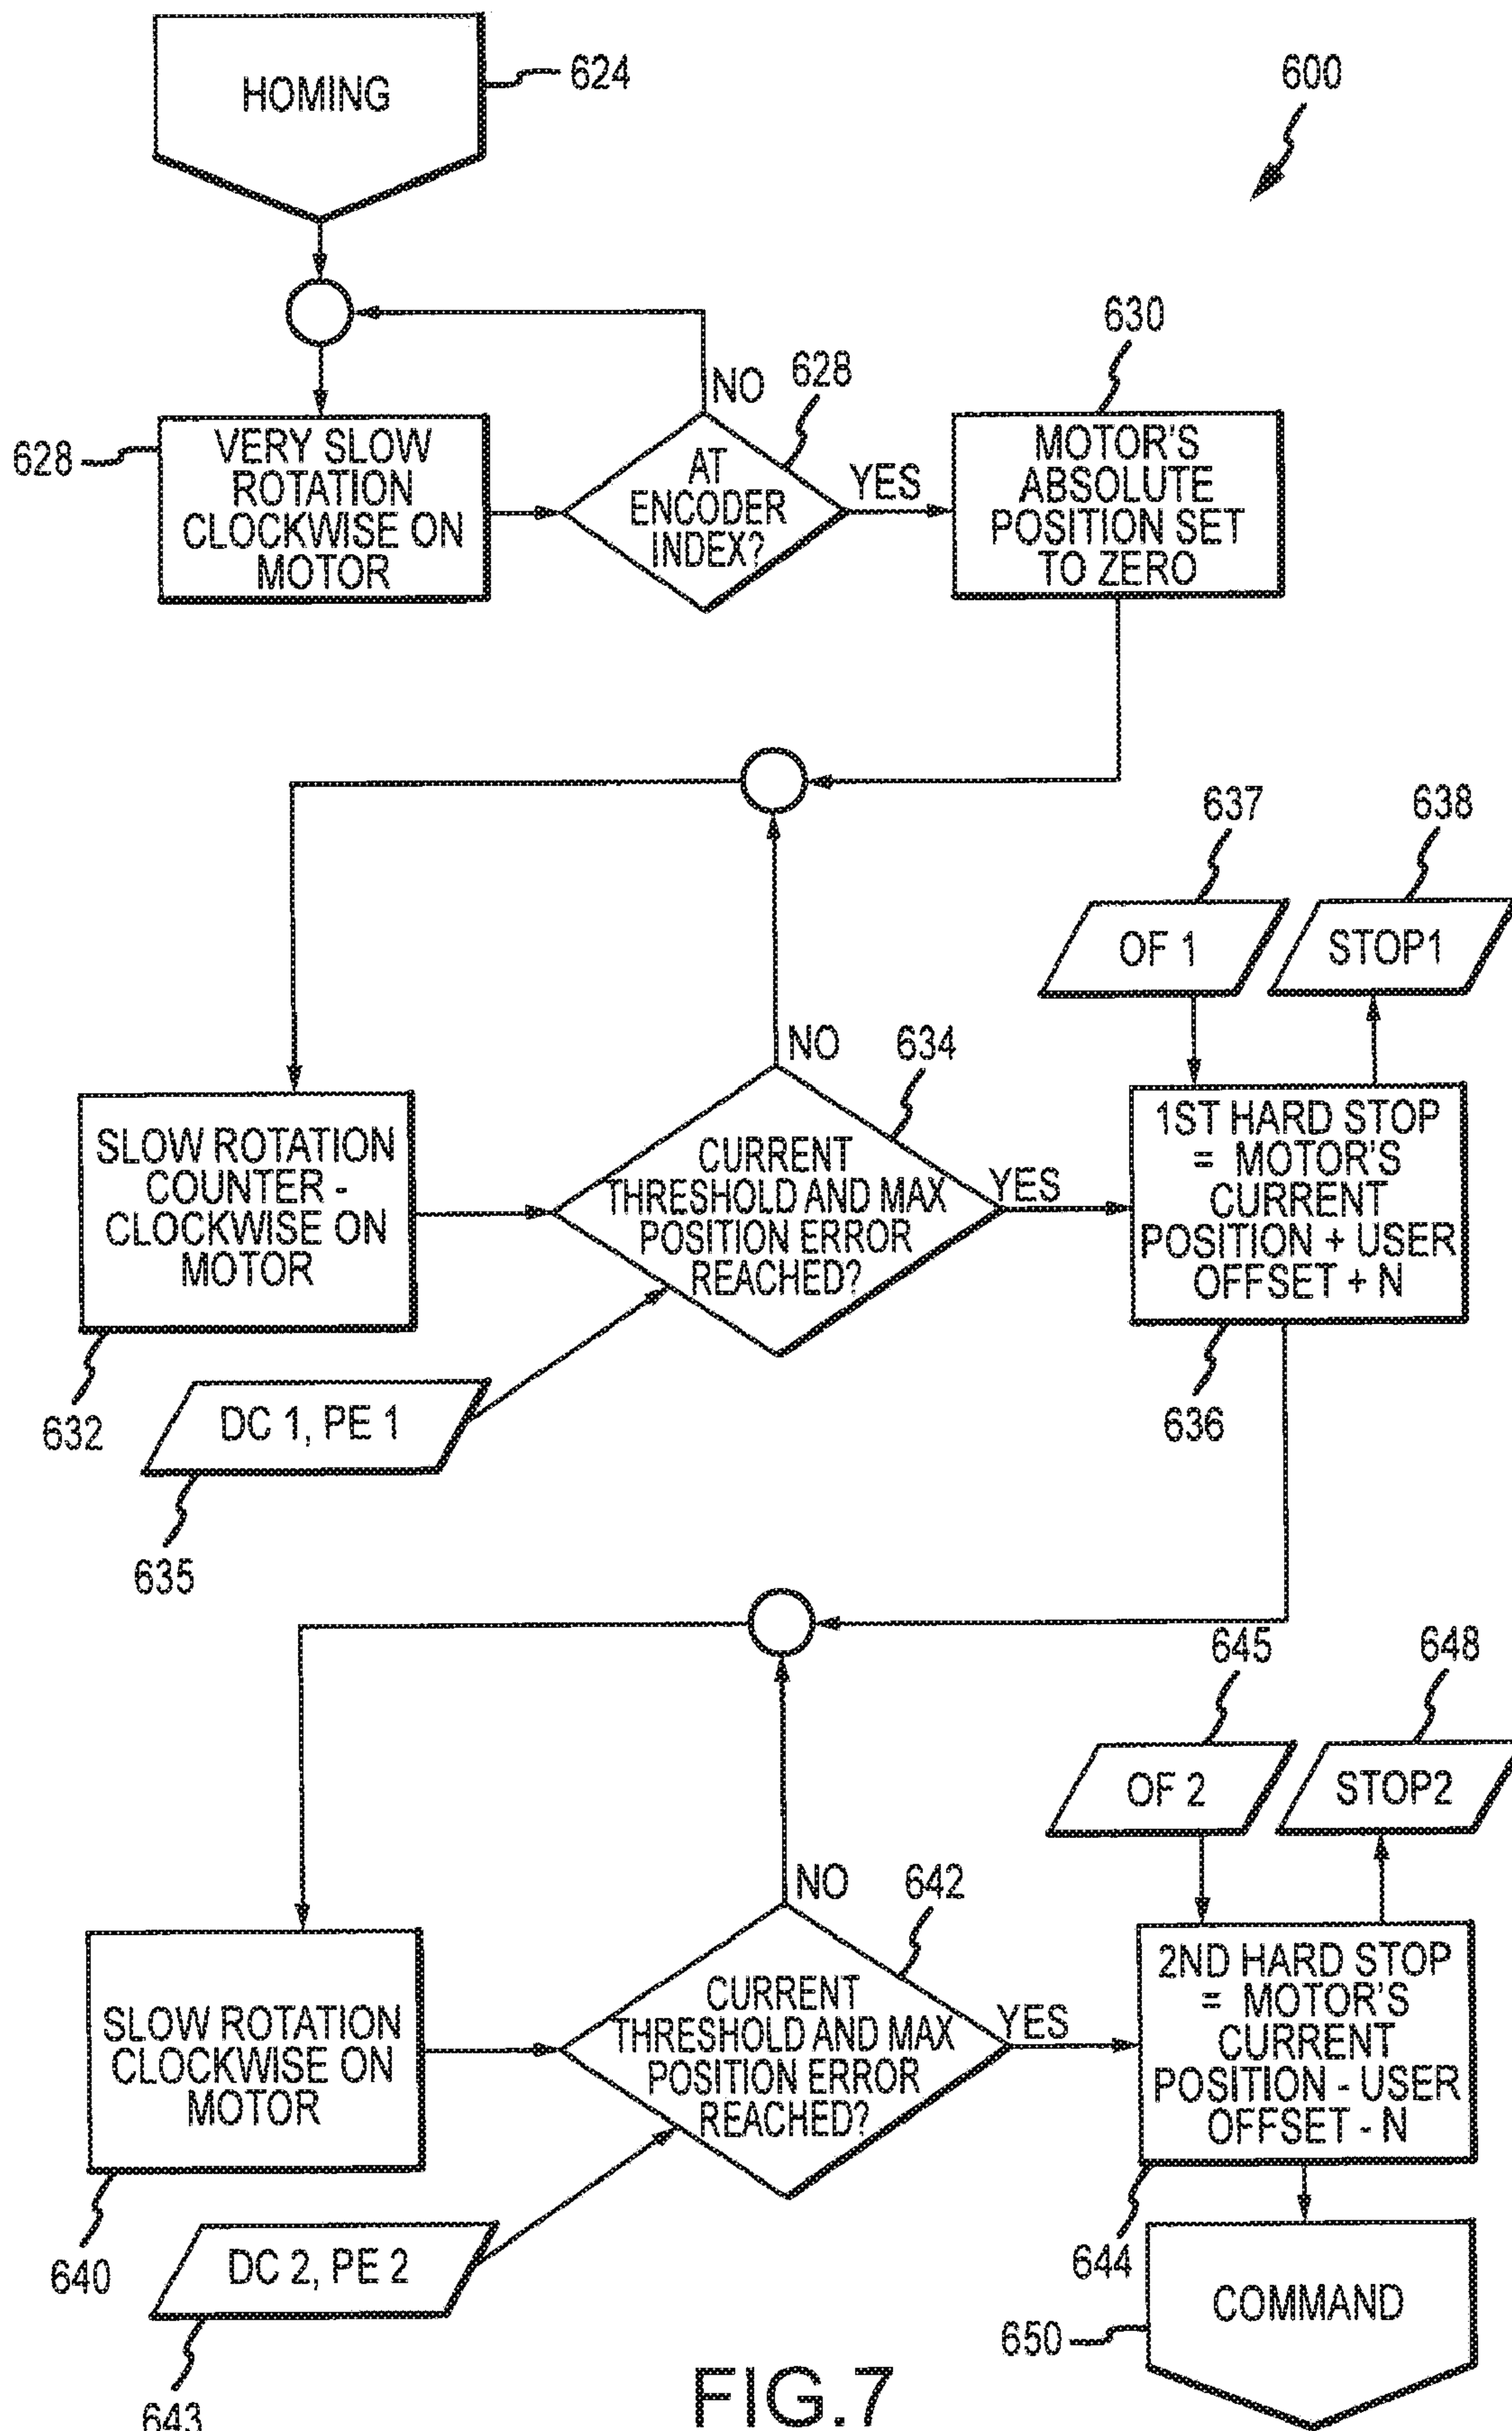 HOMING
624
600
NO
628
630
628
VERY SLOW
ROTATION
CLOCKWISE ON
MOTOR
AT
ENCODER
INDEX?
YES
MOTOR'S
ABSOLUTE
POSITION SET
TO ZERO
637
638
OF 1
STOP1
NO
634
SLOW ROTATION
COUNTER -
CLOCKWISE ON
MOTOR
CURRENT
THRESHOLD AND MAX
POSITION ERROR
REACHED?
YES
1ST HARD STOP
= MOTOR'S
CURRENT
POSITION + USER
OFFSET + N
632
DC 1, PE 1
635
636
645
648
OF 2
STOP2
NO
642
SLOW ROTATION
CLOCKWISE ON
MOTOR
CURRENT
THRESHOLD AND MAX
POSITION ERROR
REACHED?
YES
2ND HARD STOP
= MOTOR'S
CURRENT
POSITION - USER
OFFSET - N
640
DC 2, PE 2
643
644
COMMAND
650
FIG.7